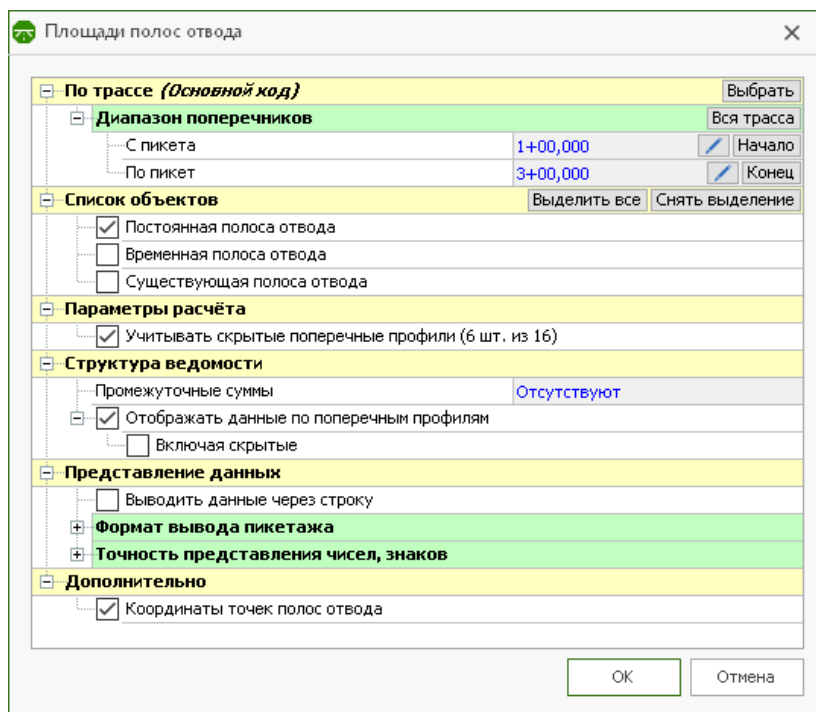 Площади полос отвода
По трассе (Основной ход) Выбрать
Диапазон поперечников Вся трасса
С пикета 1+00,000 Начало
По пикет 3+00,000 Конец
Список объектов Выделить все Снять выделение
Постоянная полоса отвода
Временная полоса отвода
Существующая полоса отвода
Параметры расчёта
Учитывать скрытые поперечные профили (6 шт. из 16)
Структура ведомости
Промежуточные суммы Отсутствуют
Отображать данные по поперечным профилям
Включая скрытые
Представление данных
Выводить данные через строку
Формат вывода пикетажа
Точность представления чисел, знаков
Дополнительно
Координаты точек полос отвода
ОК Отмена